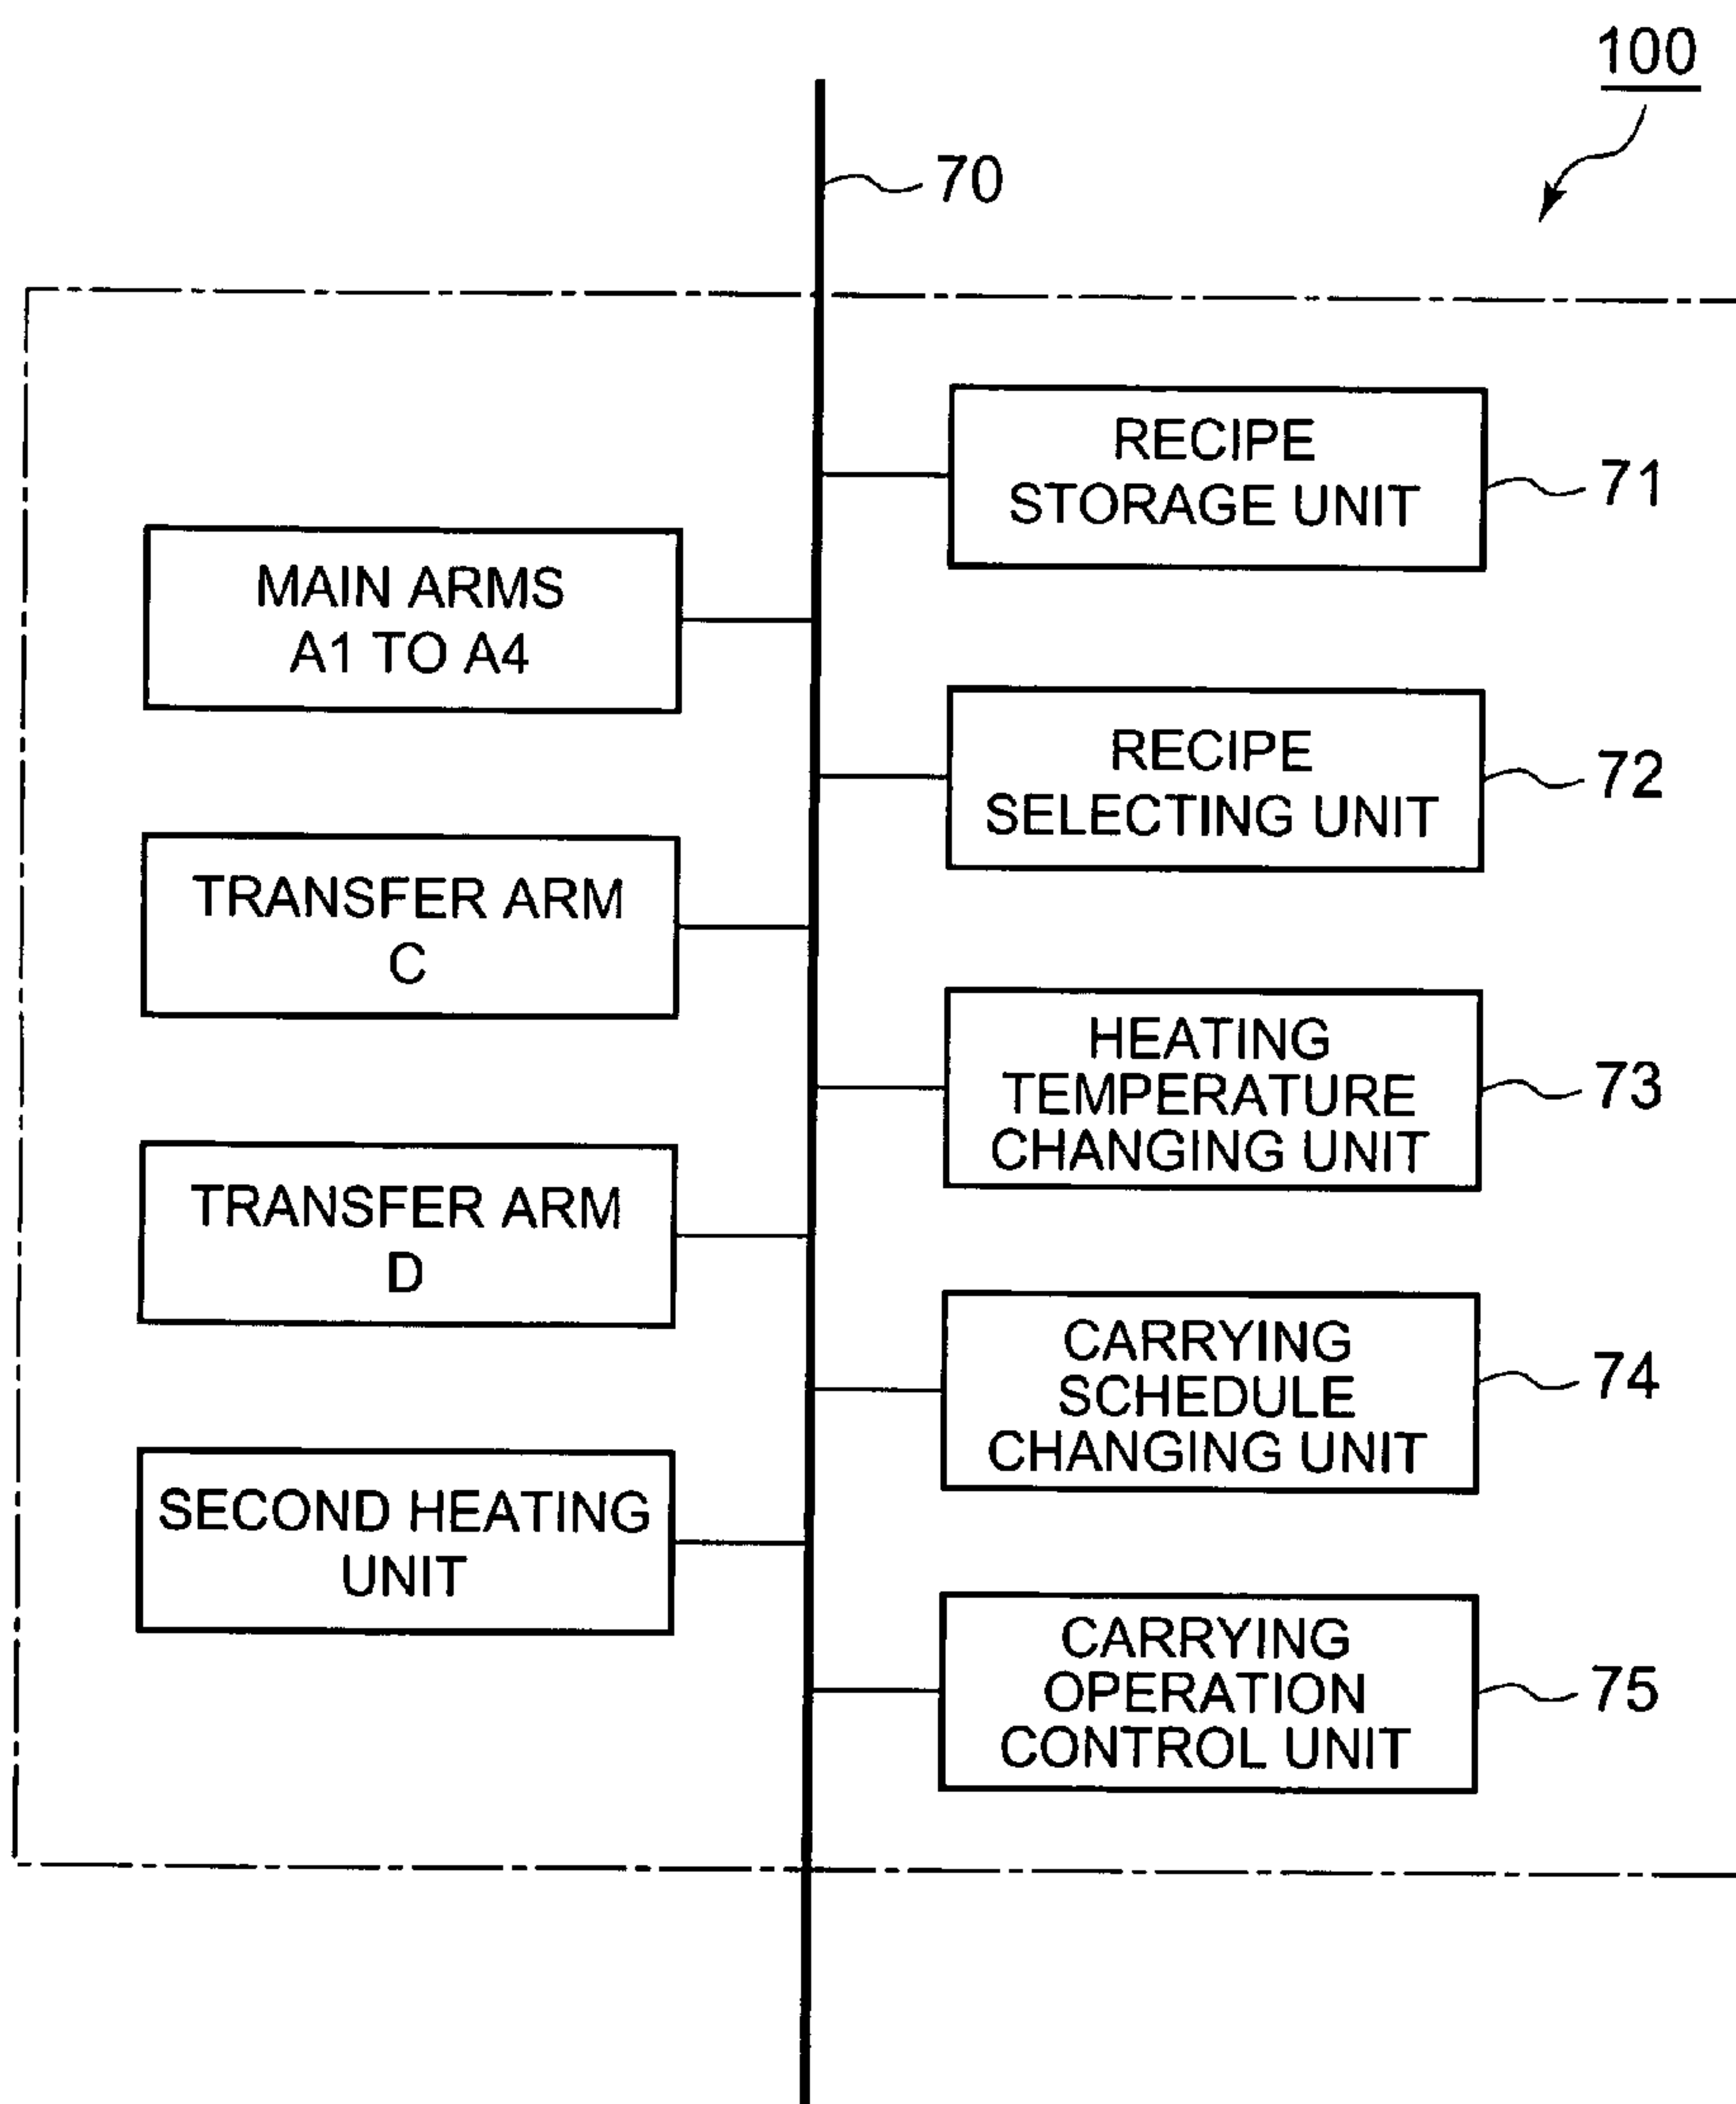 100
70
RECIPE
STORAGE UNIT
71
MAIN ARMS
A1 TO A4
RECIPE
SELECTING UNIT
72
TRANSFER ARM
C
HEATING
TEMPERATURE
CHANGING UNIT
73
TRANSFER ARM
D
CARRYING
SCHEDULE
CHANGING UNIT
74
SECOND HEATING
UNIT
CARRYING
OPERATION
CONTROL UNIT
75